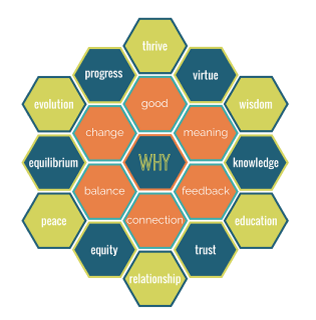 thrive
progress
virtue
evolution
good
wisdom
change
meaning
equilibrium
WHY
knowledge
balance
feedback
peace
connection
education
equity
trust
relationship